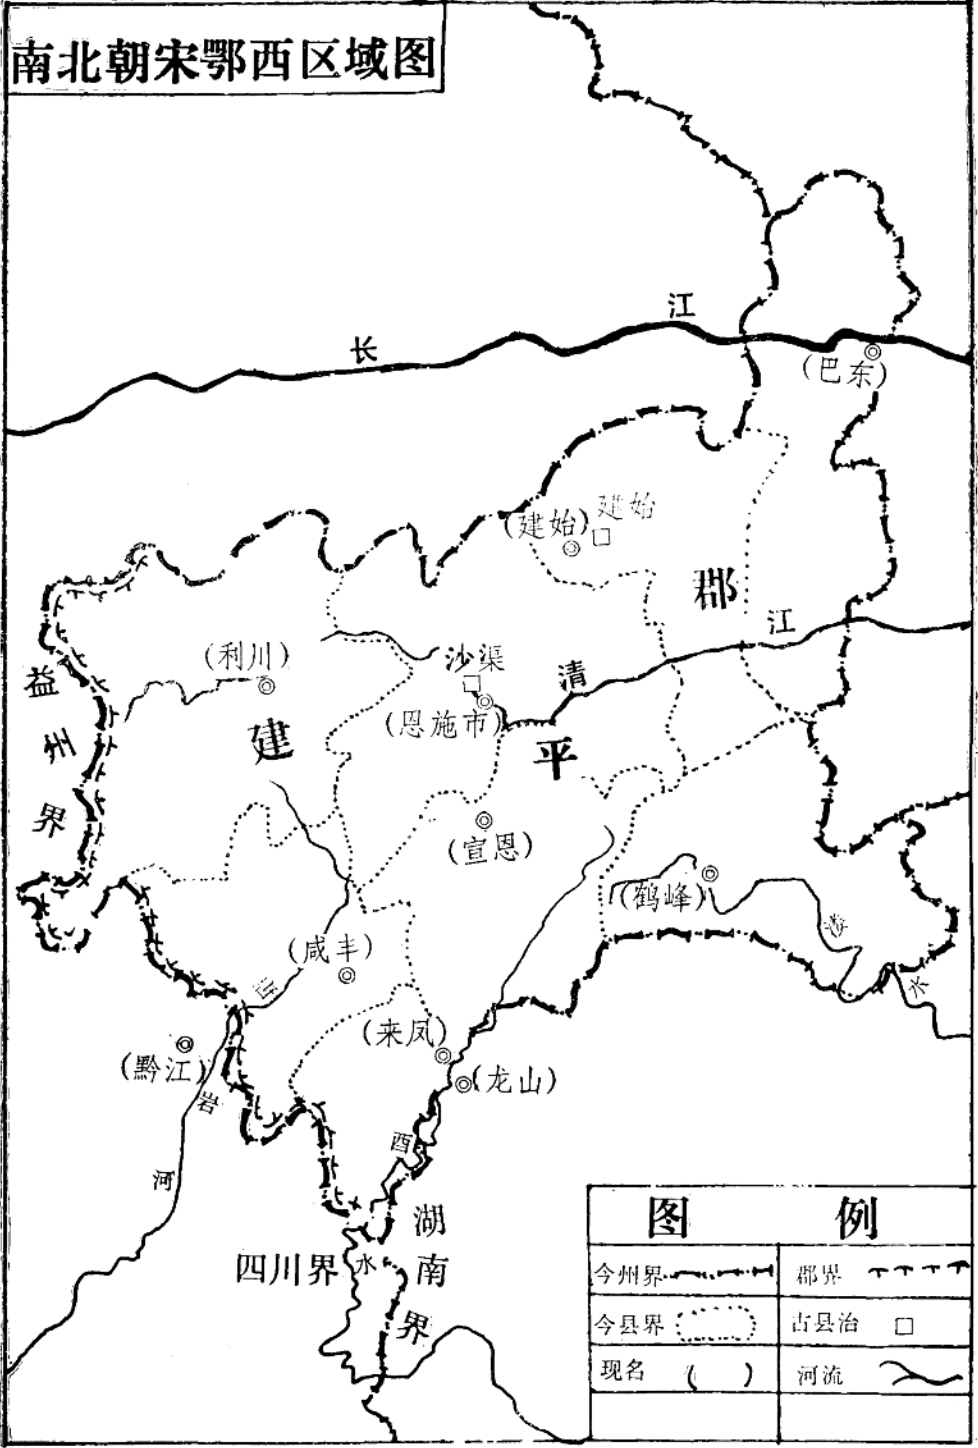 南北朝宋鄂西区域图
江
长
(巴东)
(建始)
建始
郡
江
(利川)
沙渠
清
益州界
(恩施市)
建
平
(宣恩)
(鹤峰)
(咸丰)
水
(来凤)
(黔江)
(龙山)
岩
酉
河
湖南界
四川界
水
图 例
今州界
郡界
今县界
古县治
现名 ( )
河流